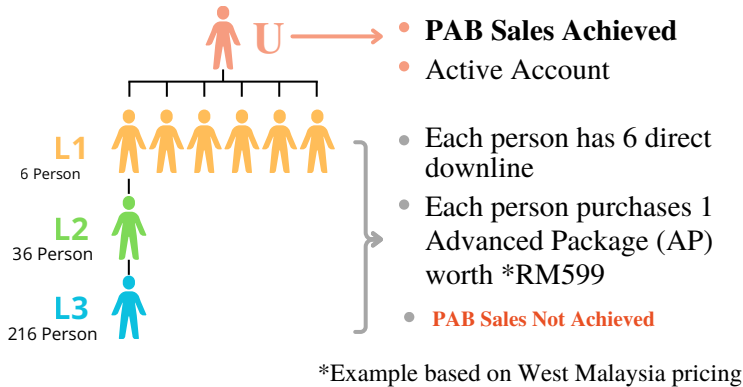 U
PAB Sales Achieved
Active Account
L1
6 Person
Each person has 6 direct
downline
L2
36 Person
Each person purchases 1
Advanced Package (AP)
worth *RM599
L3
216 Person
PAB Sales Not Achieved
*Example based on West Malaysia pricing